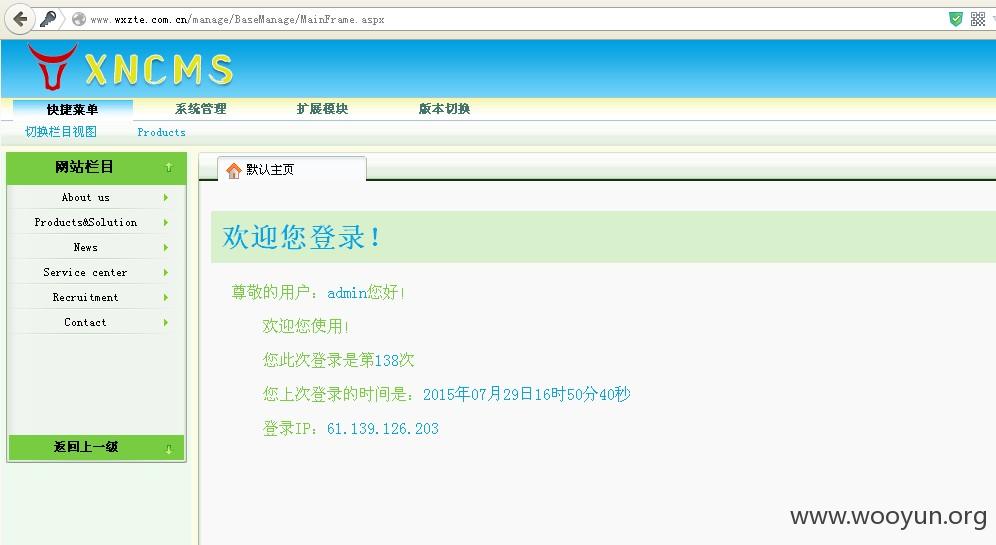 www.wxzte.com.cn/manage/BaseManage/MainFrame.aspx
XNCMS
快捷菜单 系统管理 扩展模块 版本切换
切换栏目视图 Products
网站栏目
默认主页
About us
Products&Solution
News
Service center
Recruitment
Contact
返回上一级
欢迎您登录!
尊敬的用户：admin您好!
欢迎您使用!
您此次登录是第138次
您上次登录的时间是：2015年07月29日16时50分40秒
登录IP：61.139.126.203
www.wooyun.org